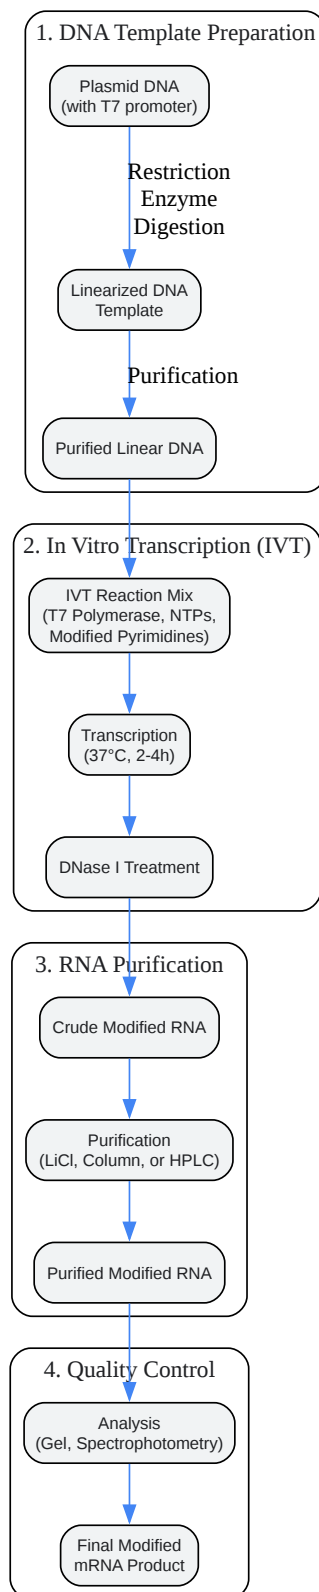 1. DNA Template Preparation
Plasmid DNA
(with T7 promoter)
Restriction
Enzyme
Digestion
Linearized DNA
Template
Purification
Purified Linear DNA
2. In Vitro Transcription (IVT)
IVT Reaction Mix
(T7 Polymerase, NTPs,
Modified Pyrimidines)
Transcription
(37°C, 2-4h)
DNase I Treatment
3. RNA Purification
Crude Modified RNA
Purification
(LiCl, Column, or HPLC)
Purified Modified RNA
4. Quality Control
Analysis
(Gel, Spectrophotometry)
Final Modified
mRNA Product